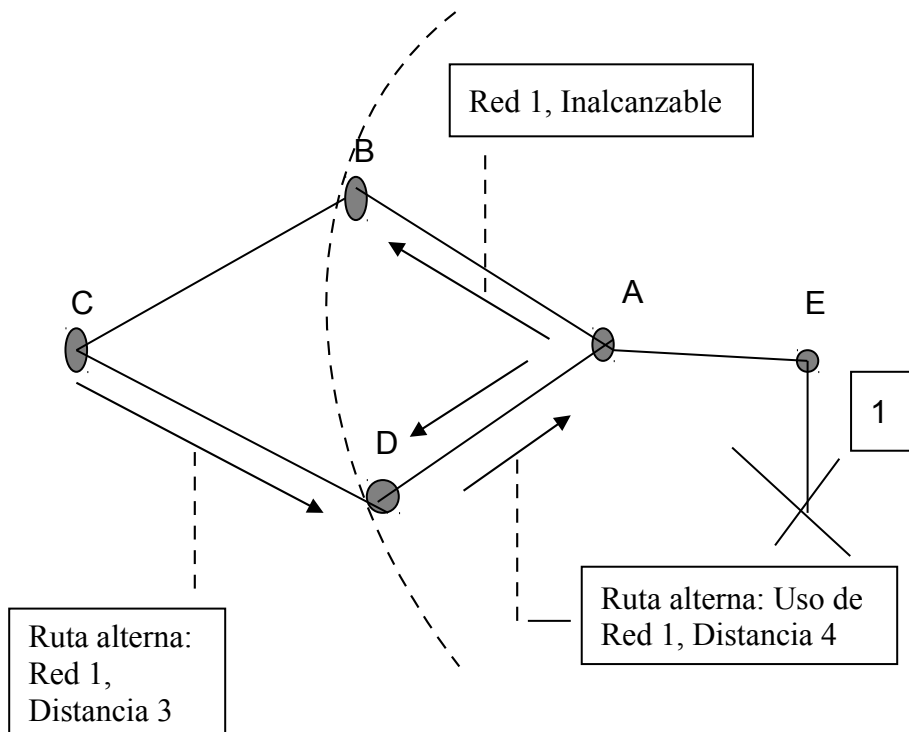 Red 1, Inalcanzable
B
C
A
E
1
D
Ruta alterna: Uso de
Red 1, Distancia 4
Ruta alterna:
Red 1,
Distancia 3